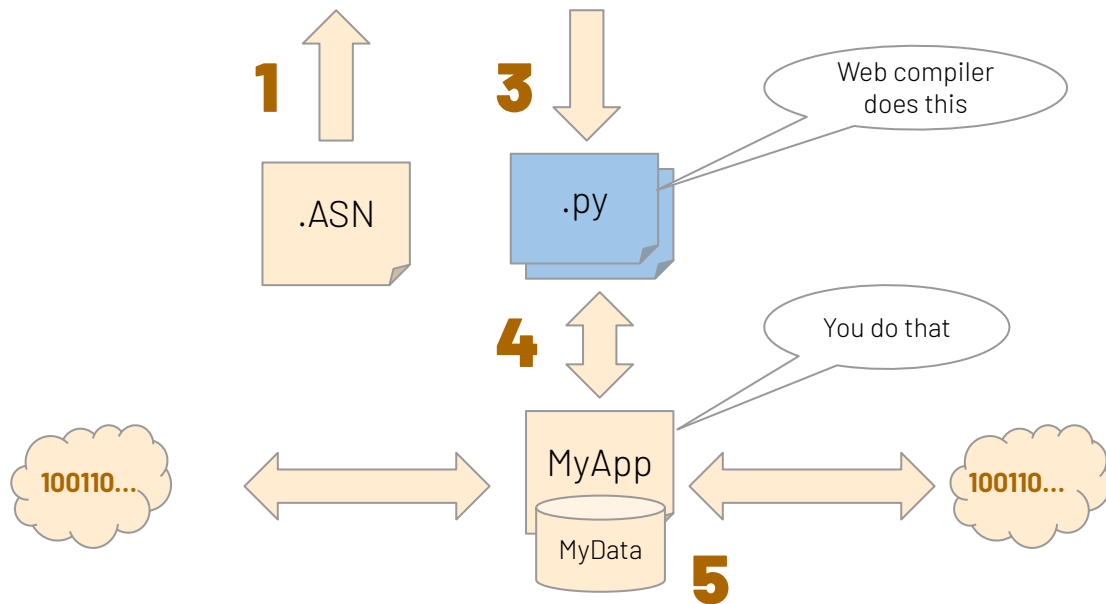 1
3
Web compiler
does this
.ASN
.py
4
You do that
MyApp
100110...
100110...
MyData
5